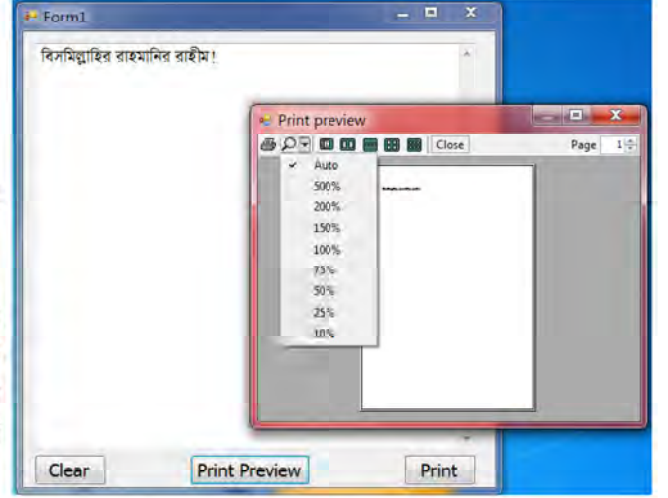 Form1
বিসমিল্লাহির রাহমানির রাহীম!
Print preview
Close
Page 1
Auto
500%
200%
150%
100%
75%
50%
25%
10%
Clear
Print Preview
Print